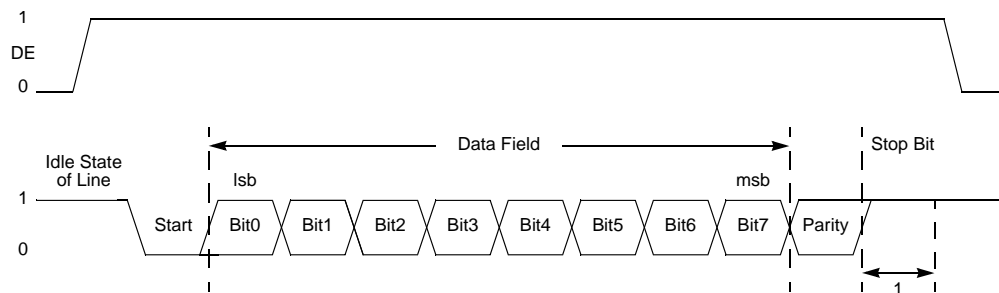 1
DE
0
Data Field
Stop Bit
Idle State
of Line
lsb
msb
1
Start
Bit0
Bit1
Bit2
Bit3
Bit4
Bit5
Bit6
Bit7
Parity
0
1